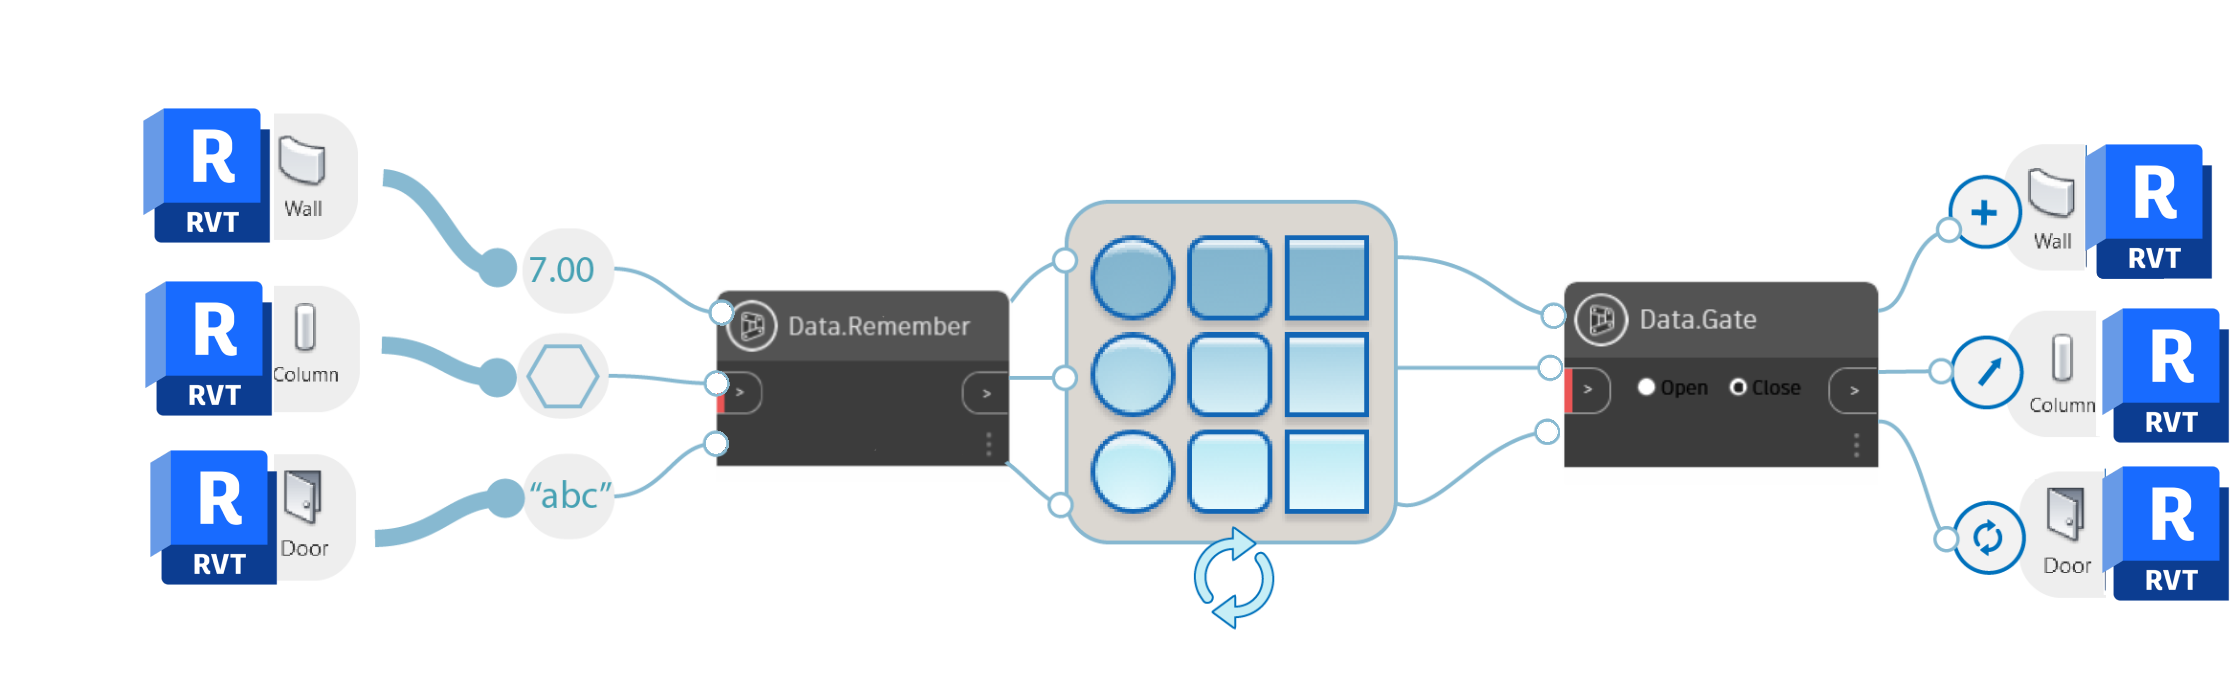 R
RVT
Wall
7.00
R
RVT
Column
R
RVT
Door
“abc”
Data.Remember
>
>
Data.Gate
>
Open
Close
>
Wall
R
RVT
Column
R
RVT
Door
R
RVT